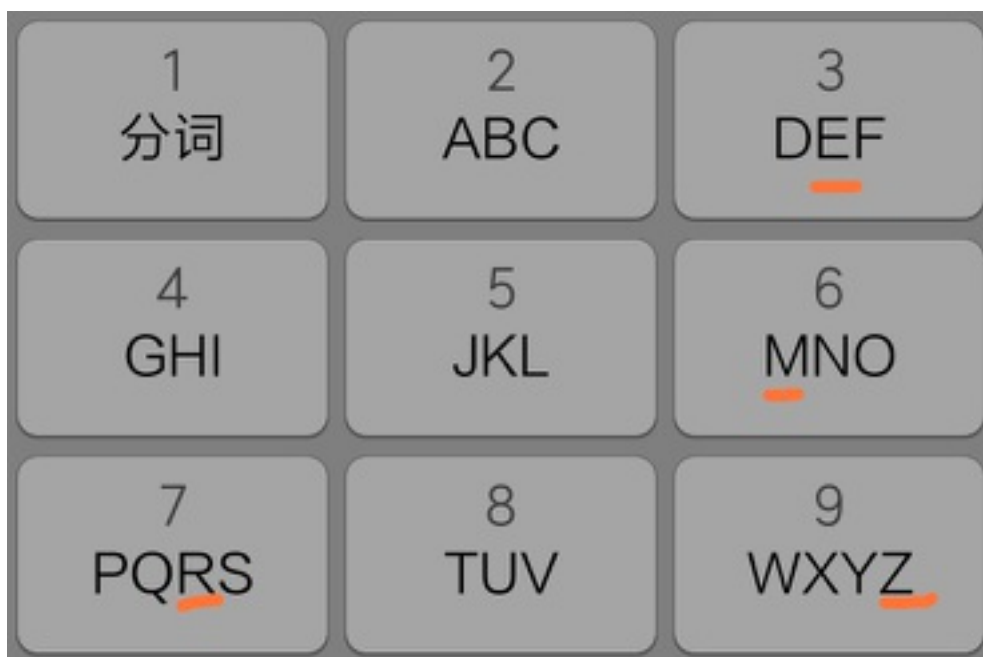 1 2 3
分词 ABC DEF
4 5 6
GHI JKL MNO
7 8 9
PQRS TUV WXYZ